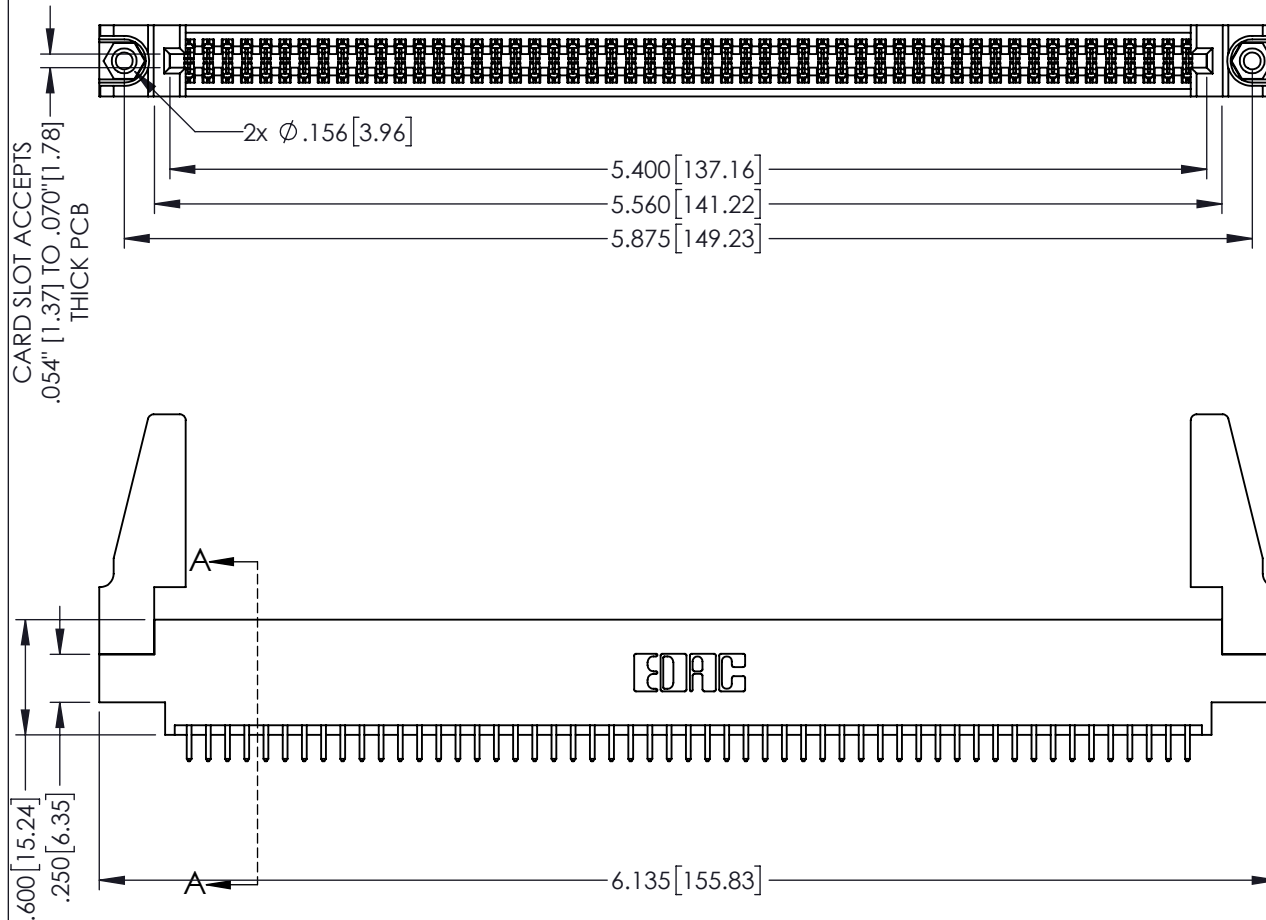 2x ∅.156[3.96]
5.400[137.16]
5.560[141.22]
5.875[149.23]
CARD SLOT ACCEPTS
.054" [1.37] TO .070"[1.78]
THICK PCB
A
EDAC
.600[15.24]
.250[6.35]
A
6.135[155.83]